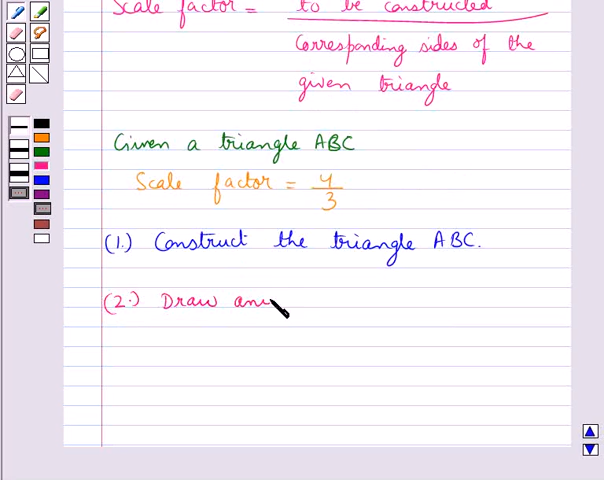 Scale factor = to be constructed
Corresponding sides of the
given triangle
Given a triangle ABC
Scale factor = 4/3
(1.) Construct the triangle ABC.
(2.) Draw any